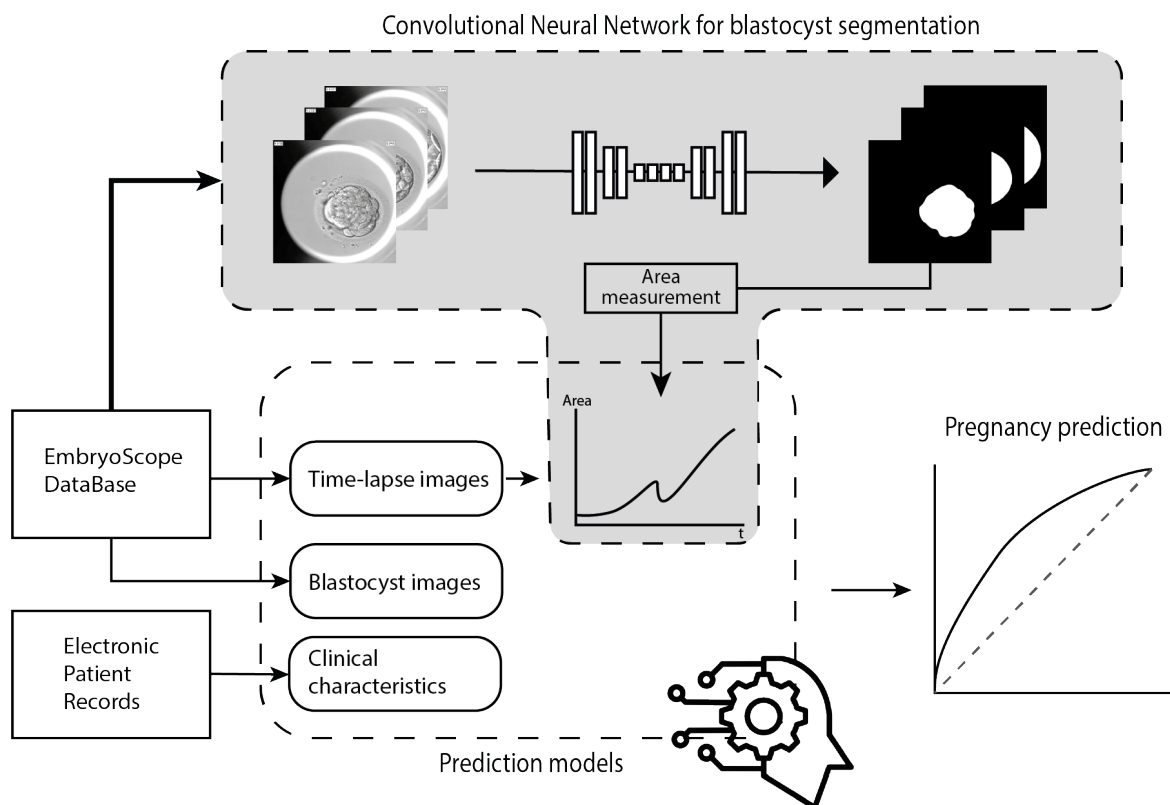 Convolutional Neural Network for blastocyst segmentation
Area
measurement
Area
t
EmbryoScope
DataBase
Time-lapse images
Blastocyst images
Electronic
Patient
Records
Clinical
characteristics
Prediction models
Pregnancy prediction